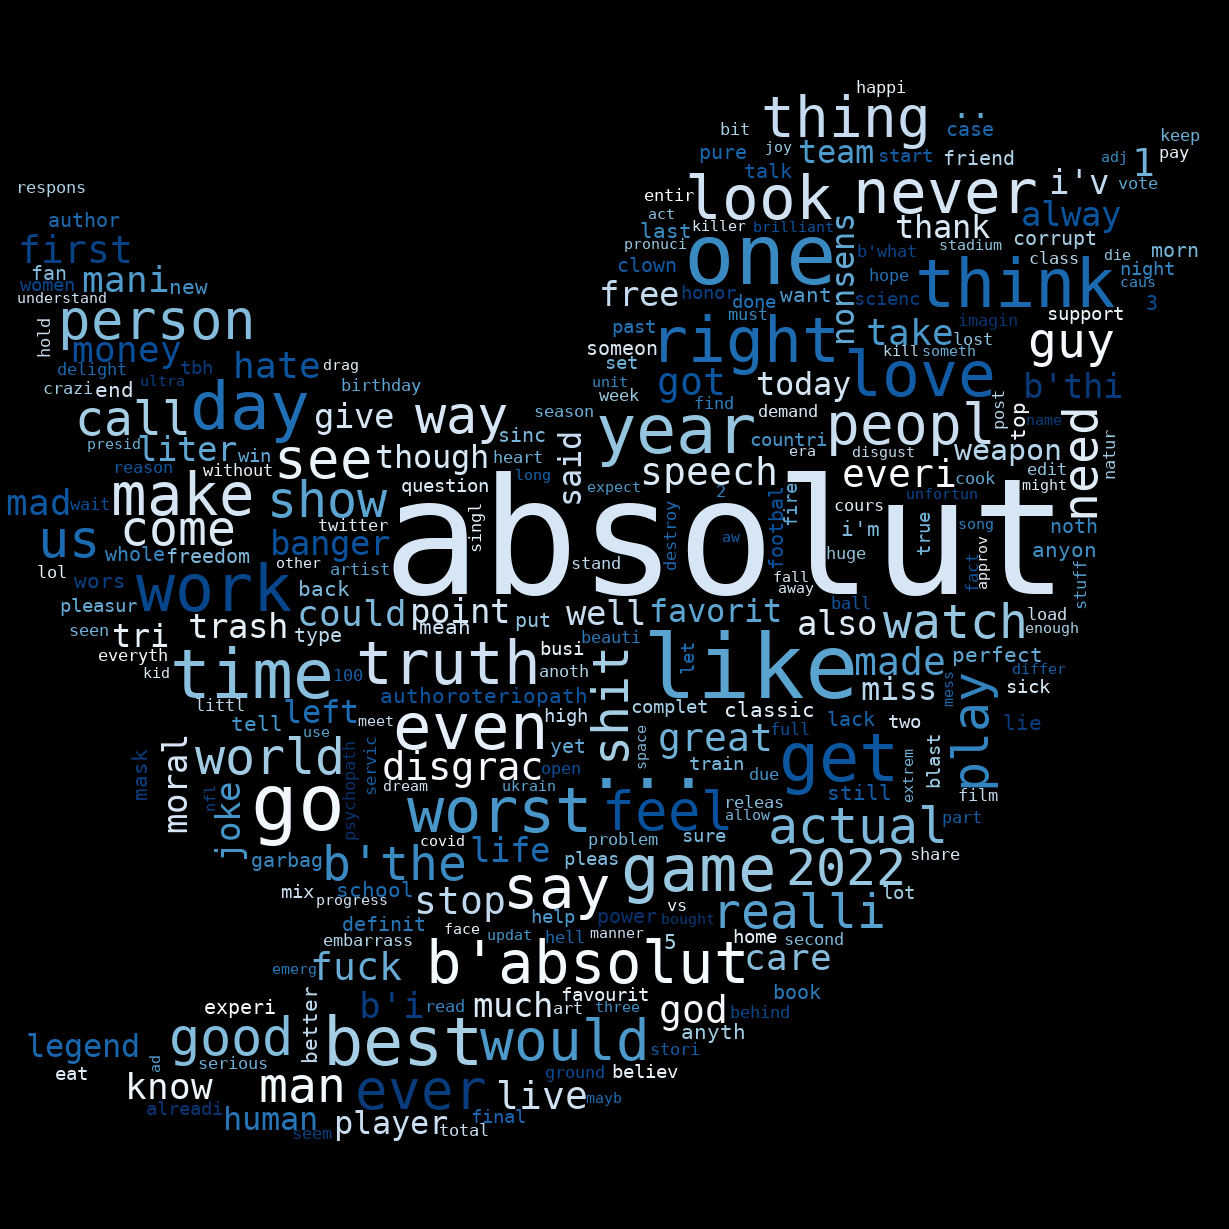 happi
thing ..
bit case keep
pure joy team start friend adj 1 pay
talk vote
respons entir look never i'v
author act killer brilliant thank alway
first last one nonsens stadium corrupt morn
pronuci b'what class die
fan mani new clown hope think night
women free honor done want scienc caus
understand must 3
hold person past right take imagin support
money someon lost guy
delight tbh hate drag set kill someth
crazi end ultra birthday unit got today love b'thi
week find post top name
call day give way season year demand peopl need
presid liter win sinc said countri era disgust weapon natur
reason without see though heart speech everi cook edit
mad wait make show question long expect 2 absolut cours unfortun might
us come twitter singl destroy footbal fire i'm true song noth
whole freedom banger aw huge anyon
lol wors other artist stand fall fact approv stuff
work back away
pleasur could point put well favorit ball load
seen tri trash type mean beauti also watch enough
everyth busi let
kid time 100 truth anoth shit like made perfect differ
authoroteriopath miss mess sick
littl left meet high complet classic lack two lie
tell use even yet space great full play
mask moral world servic disgrac open train due get extrem blast
nfl psychopath dream ukrain ... still film
joke go worst feel releas allow part
covid problem sure actual
garbag b'the life pleas share
mix school progress stop say game 2022 lot
definit help power bought vs realli
embarrass face updat hell manner 5 home second
emerg fuck b'absolut care
experi better b'i read much art favourit three god book behind
legend good best would anyth
serious stori
eat ad know man ever ground believ
alreadi live mayb
human seem player total final